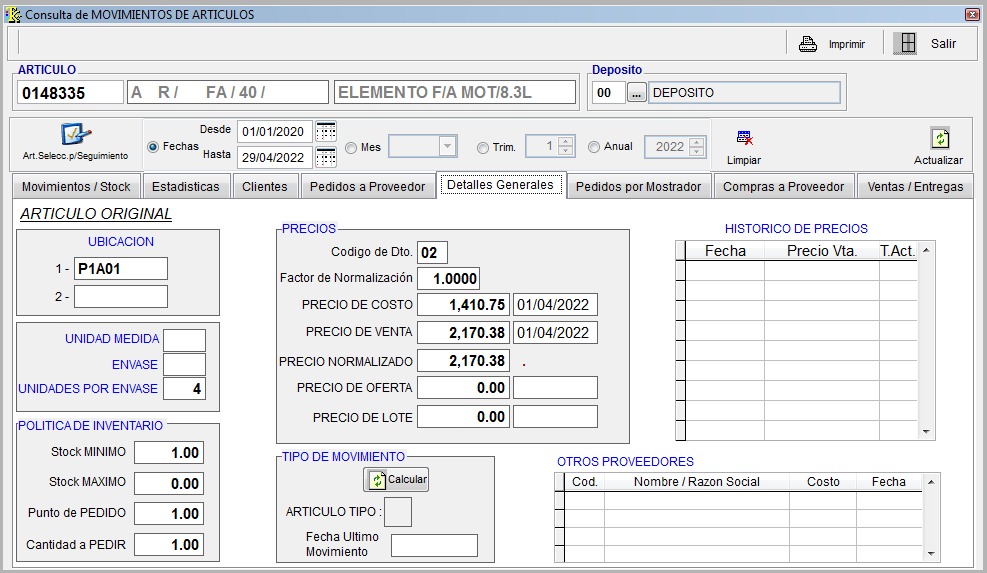 Consulta de MOVIMIENTOS DE ARTICULOS
Imprimir Salir
ARTICULO Deposito
0148335 A R / FA / 40 / ELEMENTO F/A MOT/8.3L 00 ... DEPOSITO
Art.Selecc.p/Seguimiento Fechas Desde 01/01/2020 Mes Trim. 1 Anual 2022 Limpiar Actualizar
Hasta 29/04/2022
Movimientos / Stock Estadisticas Clientes Pedidos a Proveedor Detalles Generales Pedidos por Mostrador Compras a Proveedor Ventas / Entregas
ARTICULO ORIGINAL
UBICACION
1 - P1A01
2 -
UNIDAD MEDIDA
ENVASE
UNIDADES POR ENVASE 4
POLITICA DE INVENTARIO
Stock MINIMO 1.00
Stock MAXIMO 0.00
Punto de PEDIDO 1.00
Cantidad a PEDIR 1.00
PRECIOS
Codigo de Dto. 02
Factor de Normalización 1.0000
PRECIO DE COSTO 1,410.75 01/04/2022
PRECIO DE VENTA 2,170.38 01/04/2022
PRECIO NORMALIZADO 2,170.38 .
PRECIO DE OFERTA 0.00
PRECIO DE LOTE 0.00
TIPO DE MOVIMIENTO
Calcular
ARTICULO TIPO :
Fecha Ultimo
Movimiento
HISTORICO DE PRECIOS
Fecha Precio Vta. T.Act.
OTROS PROVEEDORES
Cod. Nombre / Razon Social Costo Fecha